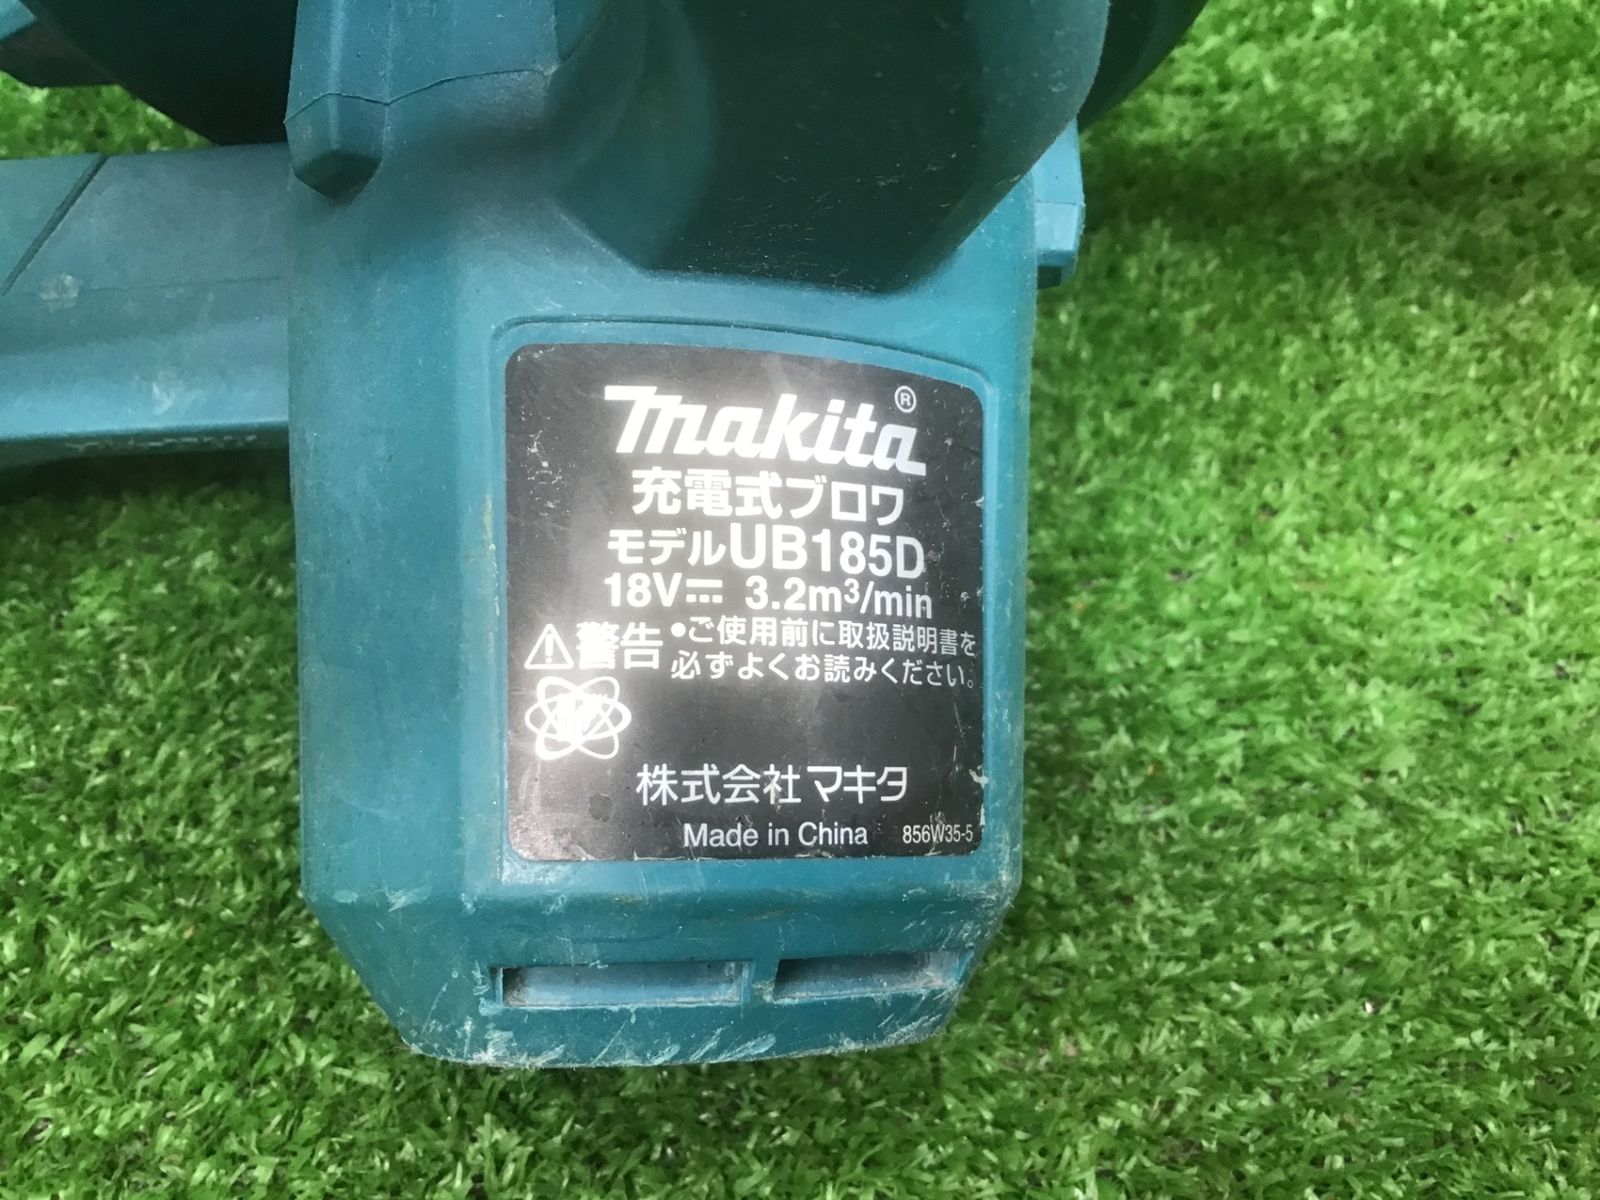 makita®
充電式ブロワ
モデルUB185D
18V⎓ 3.2m³/min
⚠警告 •ご使用前に取扱説明書を
必ずよくお読みください。
株式会社マキタ
Made in China 856W35-5